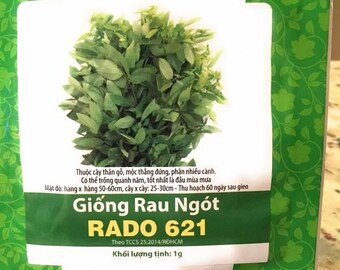 Thuộc cây thân gỗ, mộc thẳng đứng, phân nhiều cành.
Có thể trồng quanh năm, tốt nhất là đầu mùa mưa
Mật độ: hàng x hàng 50-60cm, cây x cây: 25-30cm - Thu hoạch 60 ngày sau gieo
Giống Rau Ngót
RADO 621
Theo TCCS 25:2014/RĐHCM
Khối lượng tịnh: 1g